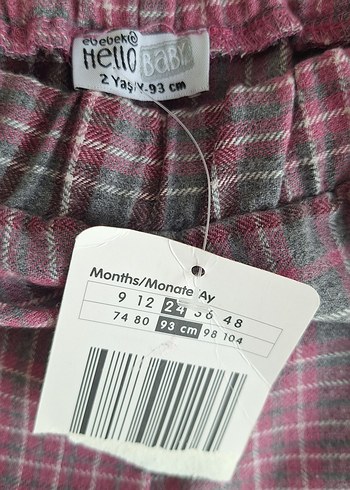 ebebek
Hello
BaBY
2 Yaş/Y-93 cm
Months/Monate/Ay
9 12 24 36 48
74 80 93 cm 98 104